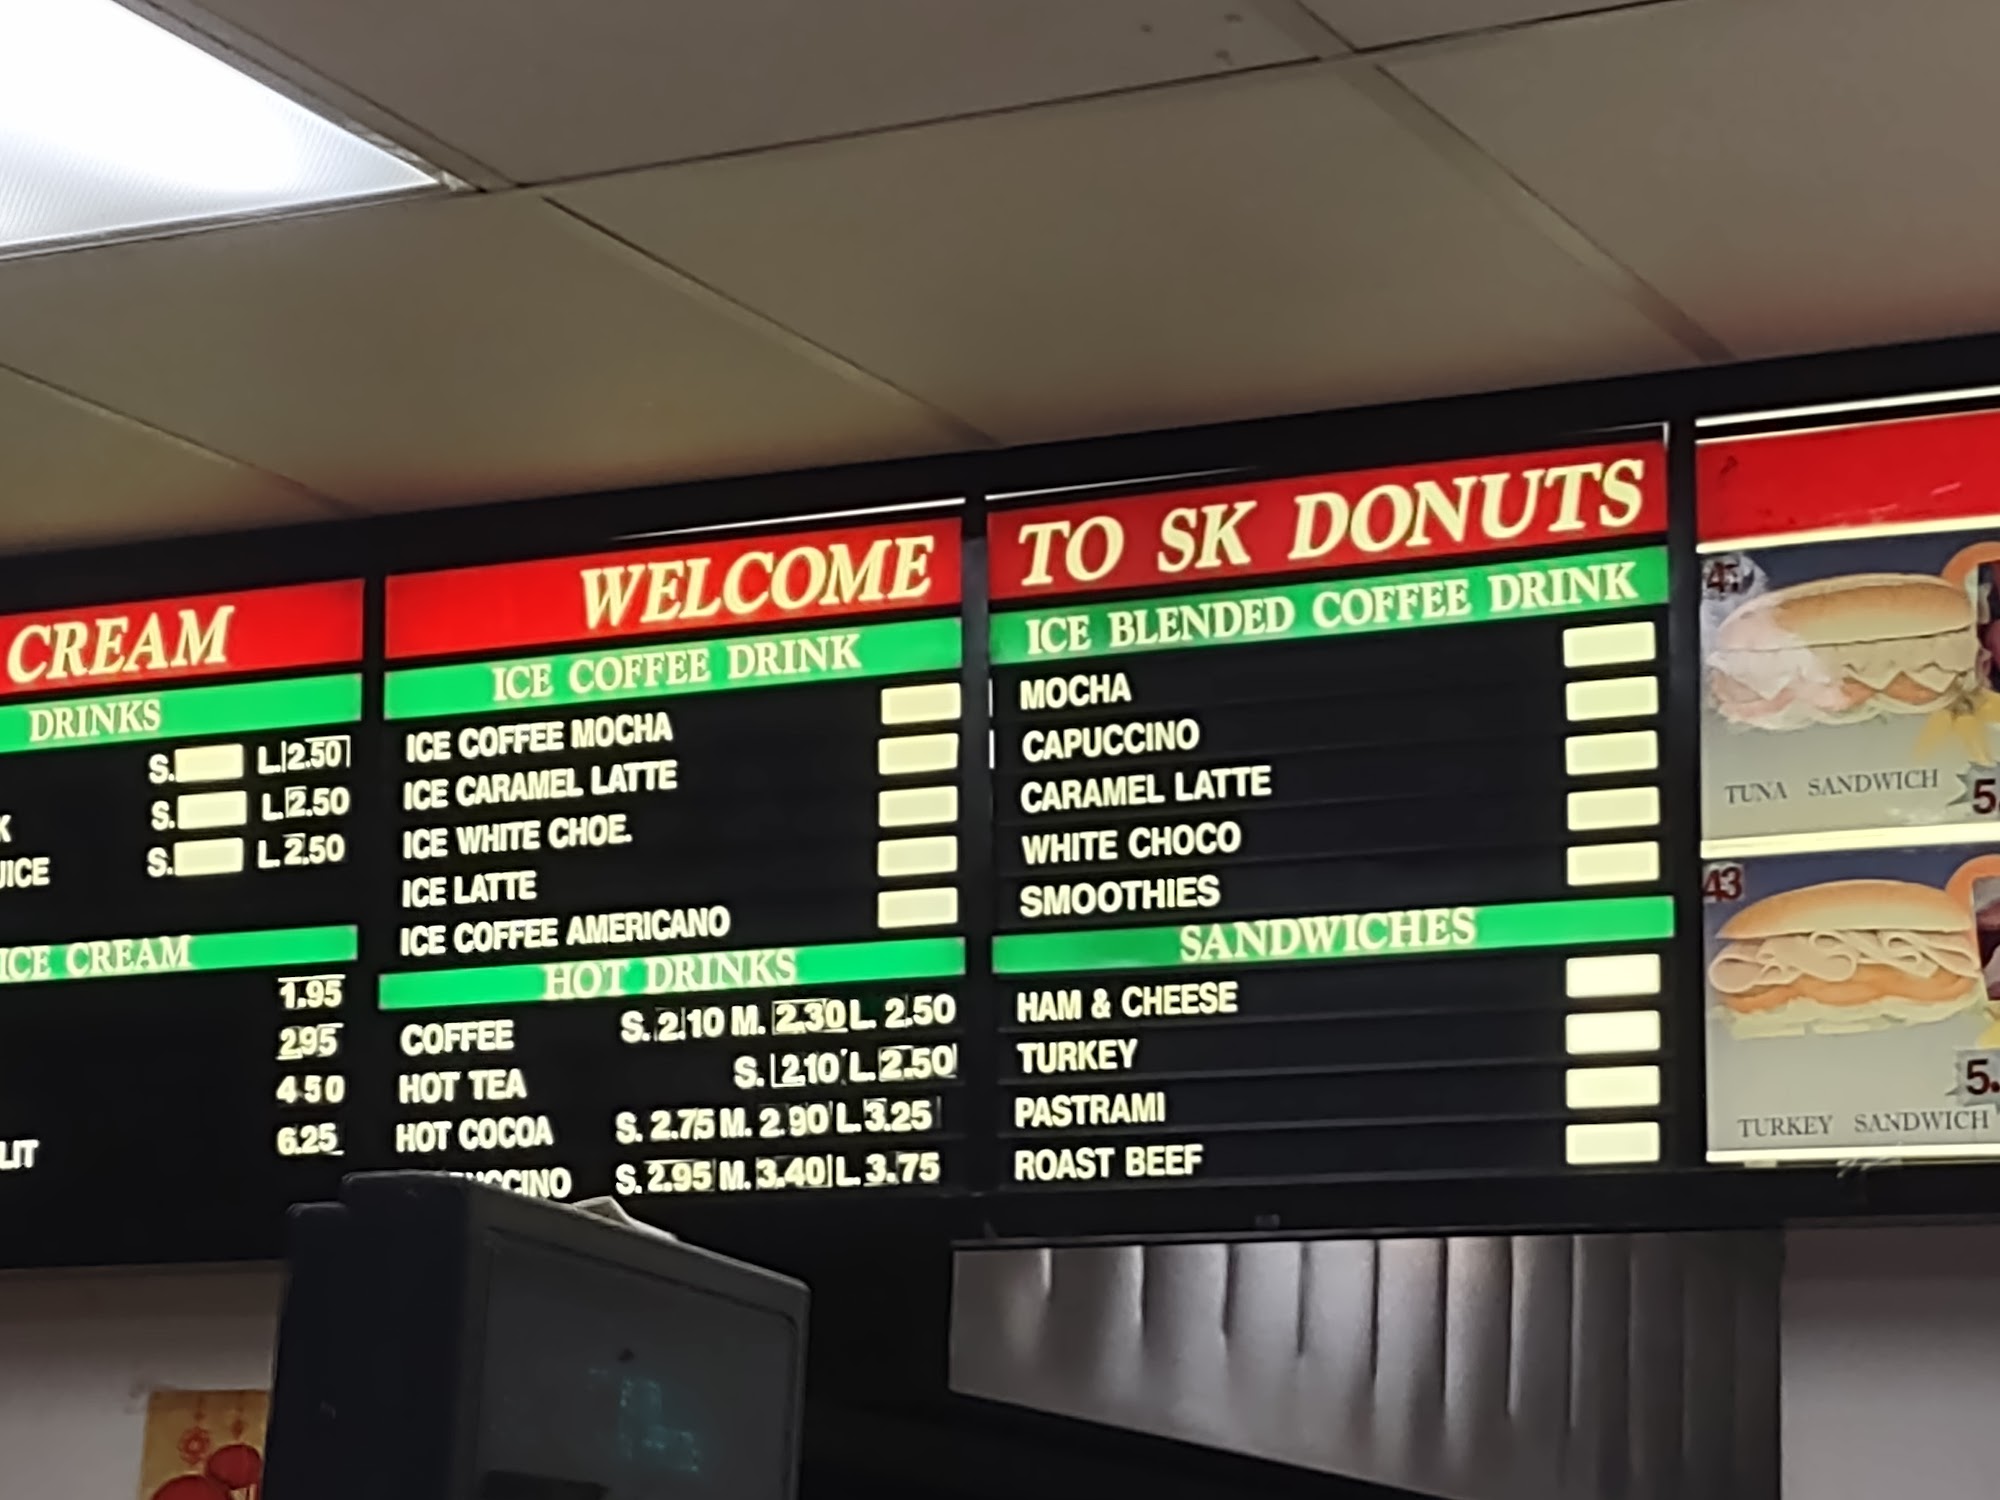 CREAM
DRINKS
S. L. 2.50
S. L. 2.50
S. L. 2.50
ICE CREAM
1.95
2.95
4.50
6.25
WELCOME
ICE COFFEE DRINK
ICE COFFEE MOCHA
ICE CARAMEL LATTE
ICE WHITE CHOE.
ICE LATTE
ICE COFFEE AMERICANO
HOT DRINKS
COFFEE S. 2.10 M. 2.30 L. 2.50
HOT TEA S. 2.10 L. 2.50
HOT COCOA S. 2.75 M. 2.90 L. 3.25
S. 2.95 M. 3.40 L. 3.75
TO SK DONUTS
ICE BLENDED COFFEE DRINK
MOCHA
CAPUCCINO
CARAMEL LATTE
WHITE CHOCO
SMOOTHIES
SANDWICHES
HAM & CHEESE
TURKEY
PASTRAMI
ROAST BEEF
TUNA SANDWICH
43
TURKEY SANDWICH